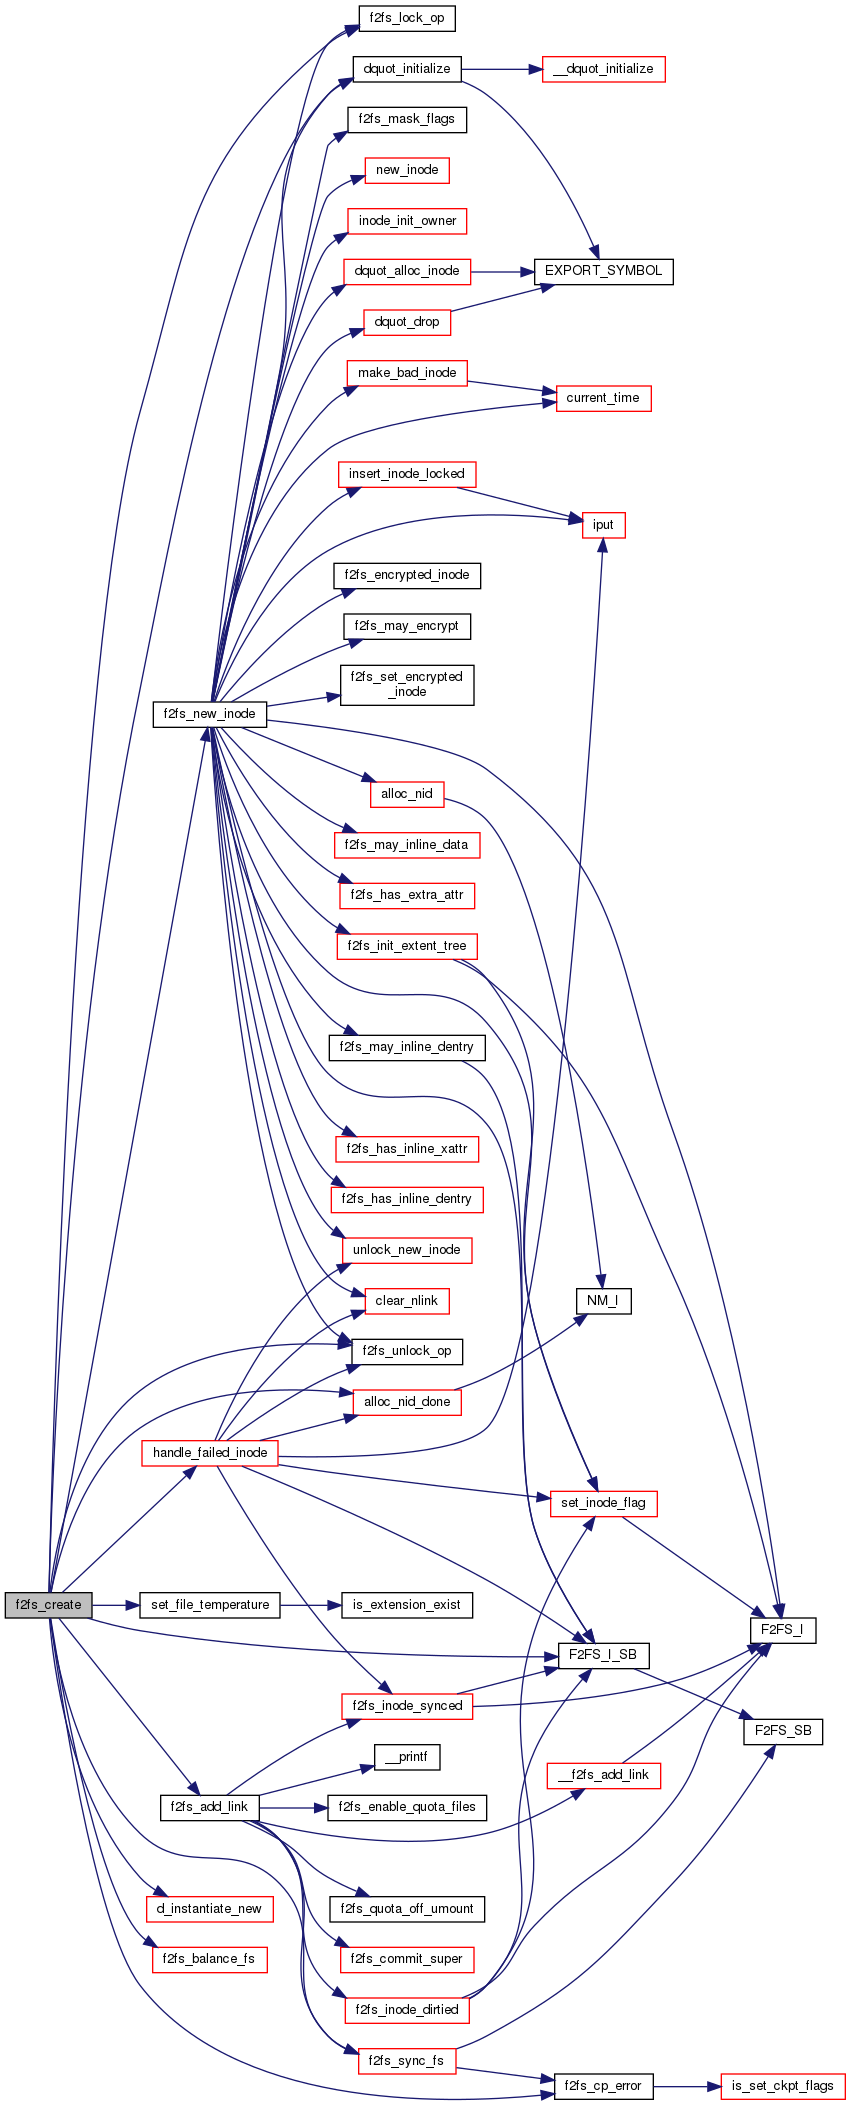 f2fs_lock_op
dquot_initialize
__dquot_initialize
f2fs_mask_flags
new_inode
inode_init_owner
dquot_alloc_inode
EXPORT_SYMBOL
dquot_drop
make_bad_inode
current_time
insert_inode_locked
iput
f2fs_encrypted_inode
f2fs_may_encrypt
f2fs_set_encrypted
_inode
f2fs_new_inode
alloc_nid
f2fs_may_inline_data
f2fs_has_extra_attr
f2fs_init_extent_tree
f2fs_may_inline_dentry
f2fs_has_inline_xattr
f2fs_has_inline_dentry
unlock_new_inode
clear_nlink
NM_I
f2fs_unlock_op
alloc_nid_done
handle_failed_inode
set_inode_flag
f2fs_create
set_file_temperature
is_extension_exist
F2FS_I
F2FS_I_SB
f2fs_inode_synced
F2FS_SB
__printf
__f2fs_add_link
f2fs_add_link
f2fs_enable_quota_files
d_instantiate_new
f2fs_quota_off_umount
f2fs_balance_fs
f2fs_commit_super
f2fs_inode_dirtied
f2fs_sync_fs
f2fs_cp_error
is_set_ckpt_flags